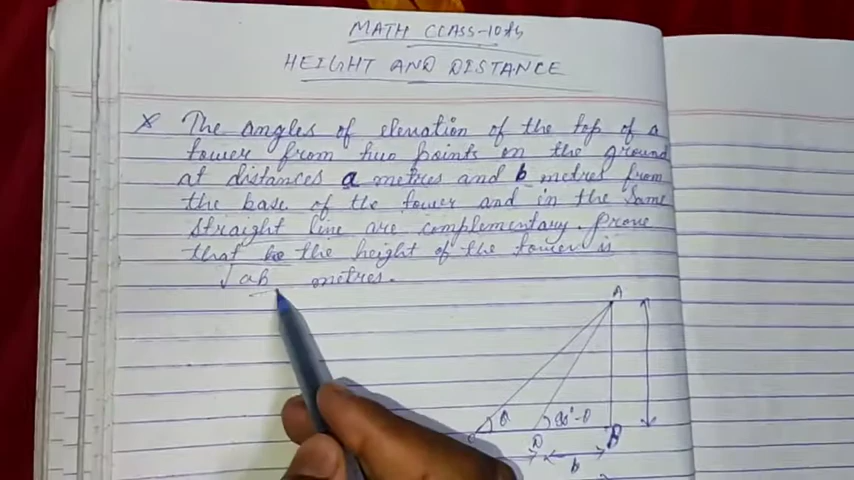 MATH CLASS-10th
HEIGHT AND DISTANCE
* The angles of elevation of the top of a
tower from two points on the ground
at distances a metres and b metres from
the base of the tower and in the same
straight line are complementary. Prove
that the height of the tower is
√ab metres.
A
θ
90°-θ
C
D
B
b